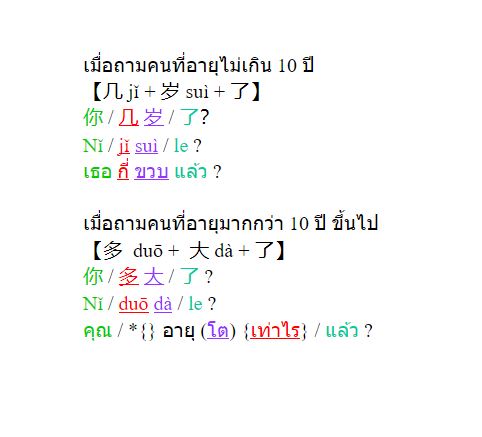 เมื่อถามคนที่อายุไม่เกิน 10 ปี
【几 jǐ + 岁 suì + 了】
你 / 几 岁 / 了?
Nǐ / jǐ suì / le ?
เธอ กี่ ขวบ แล้ว ?
เมื่อถามคนที่อายุมากกว่า 10 ปี ขึ้นไป
【多 duō + 大 dà + 了】
你 / 多 大 / 了 ?
Nǐ / duō dà / le ?
คุณ / *{} อายุ (โต) {เท่าไร} / แล้ว ?